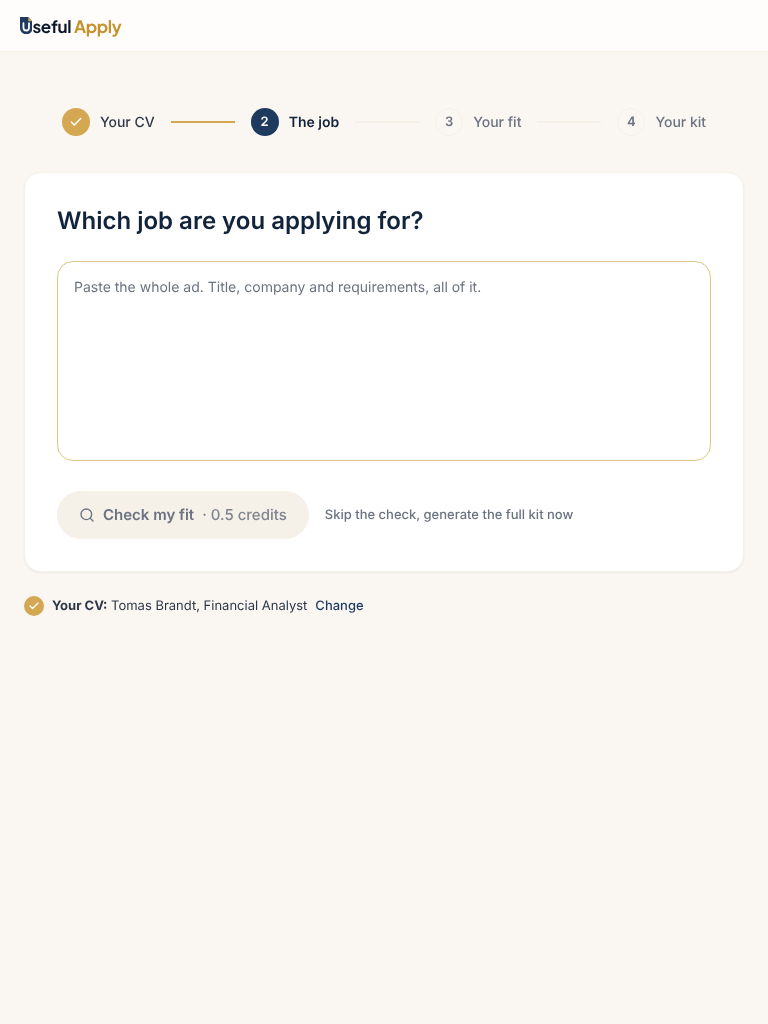 Useful Apply
Your CV
2 The job
3 Your fit
4 Your kit
Which job are you applying for?
Paste the whole ad. Title, company and requirements, all of it.
Check my fit · 0.5 credits
Skip the check, generate the full kit now
Your CV: Tomas Brandt, Financial Analyst Change